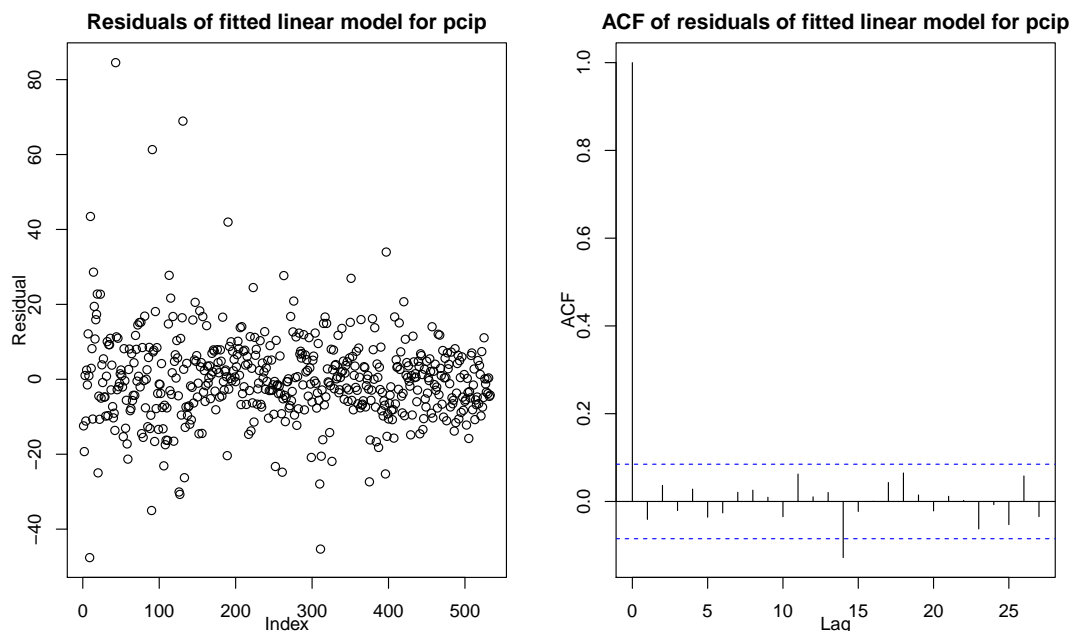 Residuals of fitted linear model for pcip
Residual
−40
−20
0
20
40
60
80
0 100 200 300 400 500
Index
ACF of residuals of fitted linear model for pcip
ACF
0.0
0.2
0.4
0.6
0.8
1.0
0 5 10 15 20 25
Lag